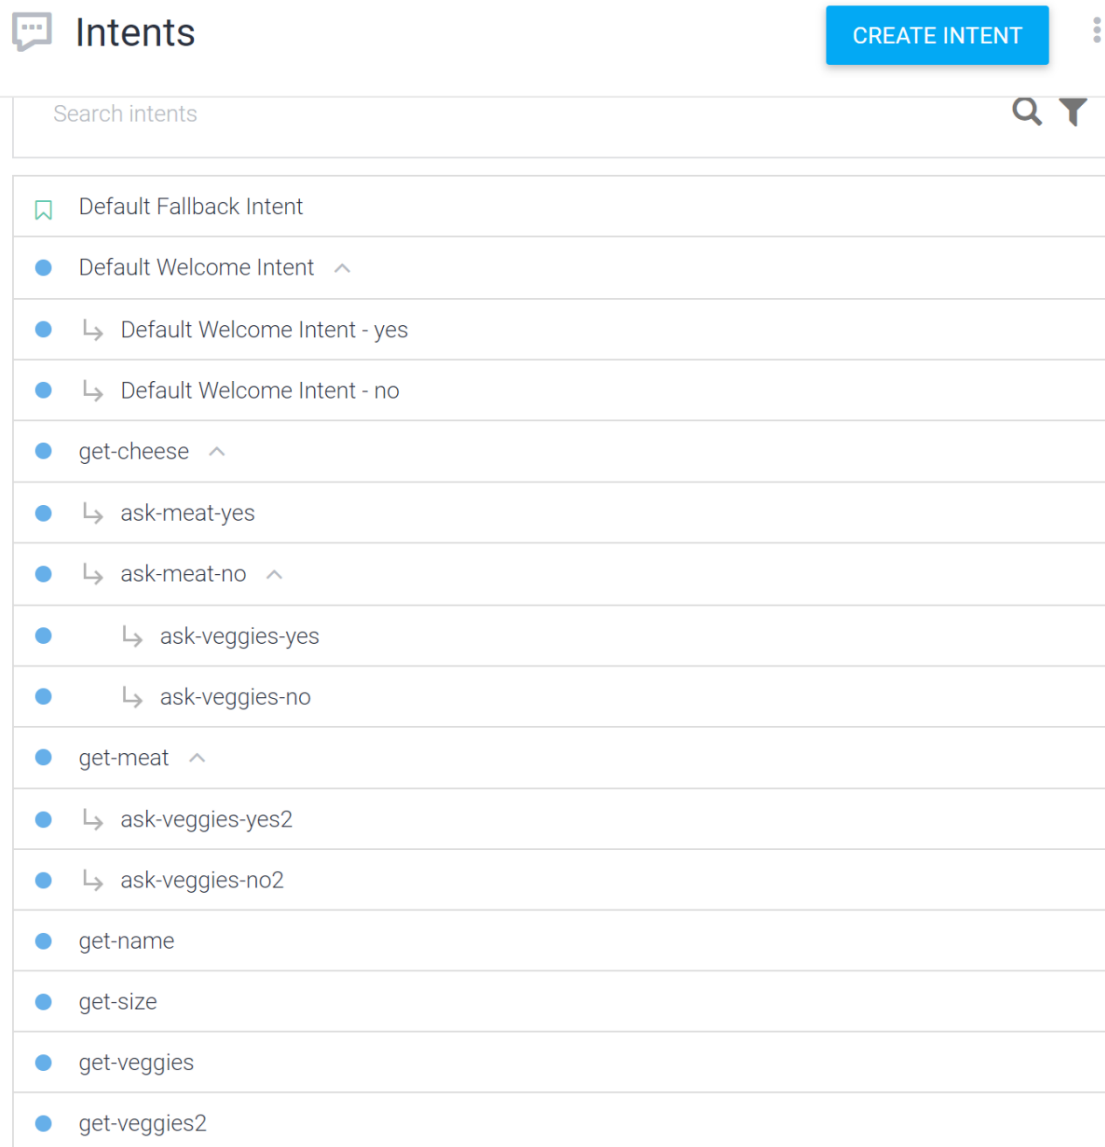 Intents
CREATE INTENT
Search intents
Default Fallback Intent
Default Welcome Intent
Default Welcome Intent - yes
Default Welcome Intent - no
get-cheese
ask-meat-yes
ask-meat-no
ask-veggies-yes
ask-veggies-no
get-meat
ask-veggies-yes2
ask-veggies-no2
get-name
get-size
get-veggies
get-veggies2